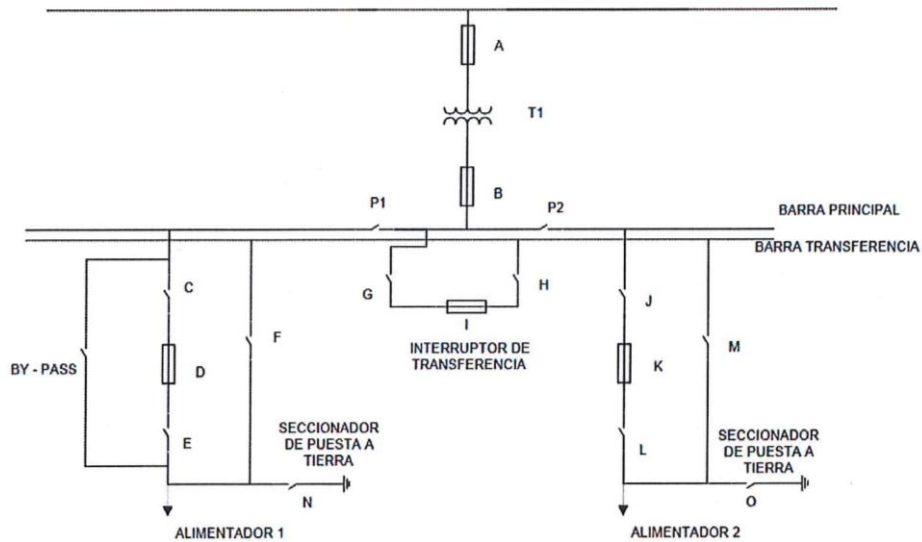 A
T1
B
P1
P2
BARRA PRINCIPAL
BARRA TRANSFERENCIA
C
G
H
J
I
F
M
INTERRUPTOR DE
TRANSFERENCIA
BY - PASS
D
K
E
L
SECCIONADOR
DE PUESTA A
TIERRA
SECCIONADOR
DE PUESTA A
TIERRA
N
O
ALIMENTADOR 1
ALIMENTADOR 2